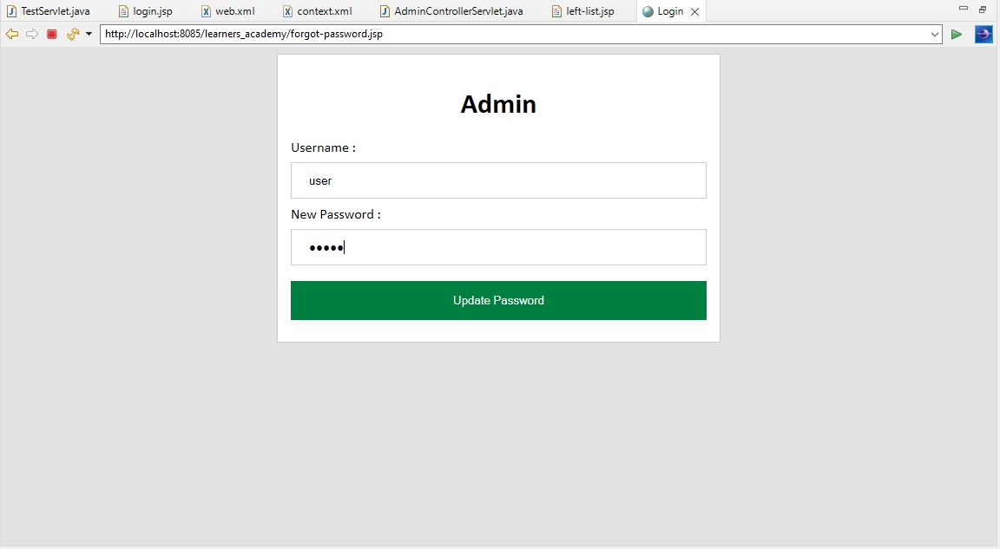 TestServlet.java login.jsp web.xml context.xml AdminControllerServlet.java left-list.jsp Login
http://localhost:8085/learners_academy/forgot-password.jsp
Admin
Username :
user
New Password :
•••••
Update Password